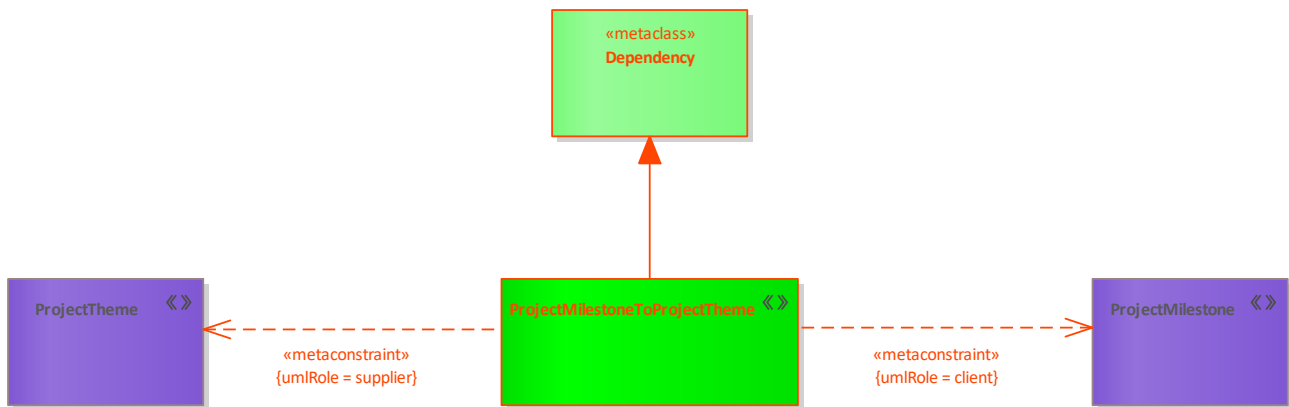 «metaclass»
Dependency
ProjectTheme «»
ProjectMilestoneToProjectTheme «»
ProjectMilestone «»
«metaconstraint»
{umlRole = supplier}
«metaconstraint»
{umlRole = client}